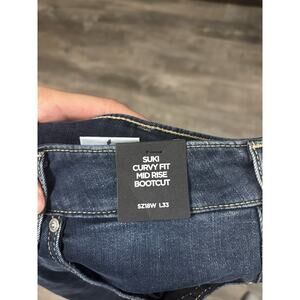 SUKI
CURVY FIT
MID RISE
BOOTCUT
SZ18W L33